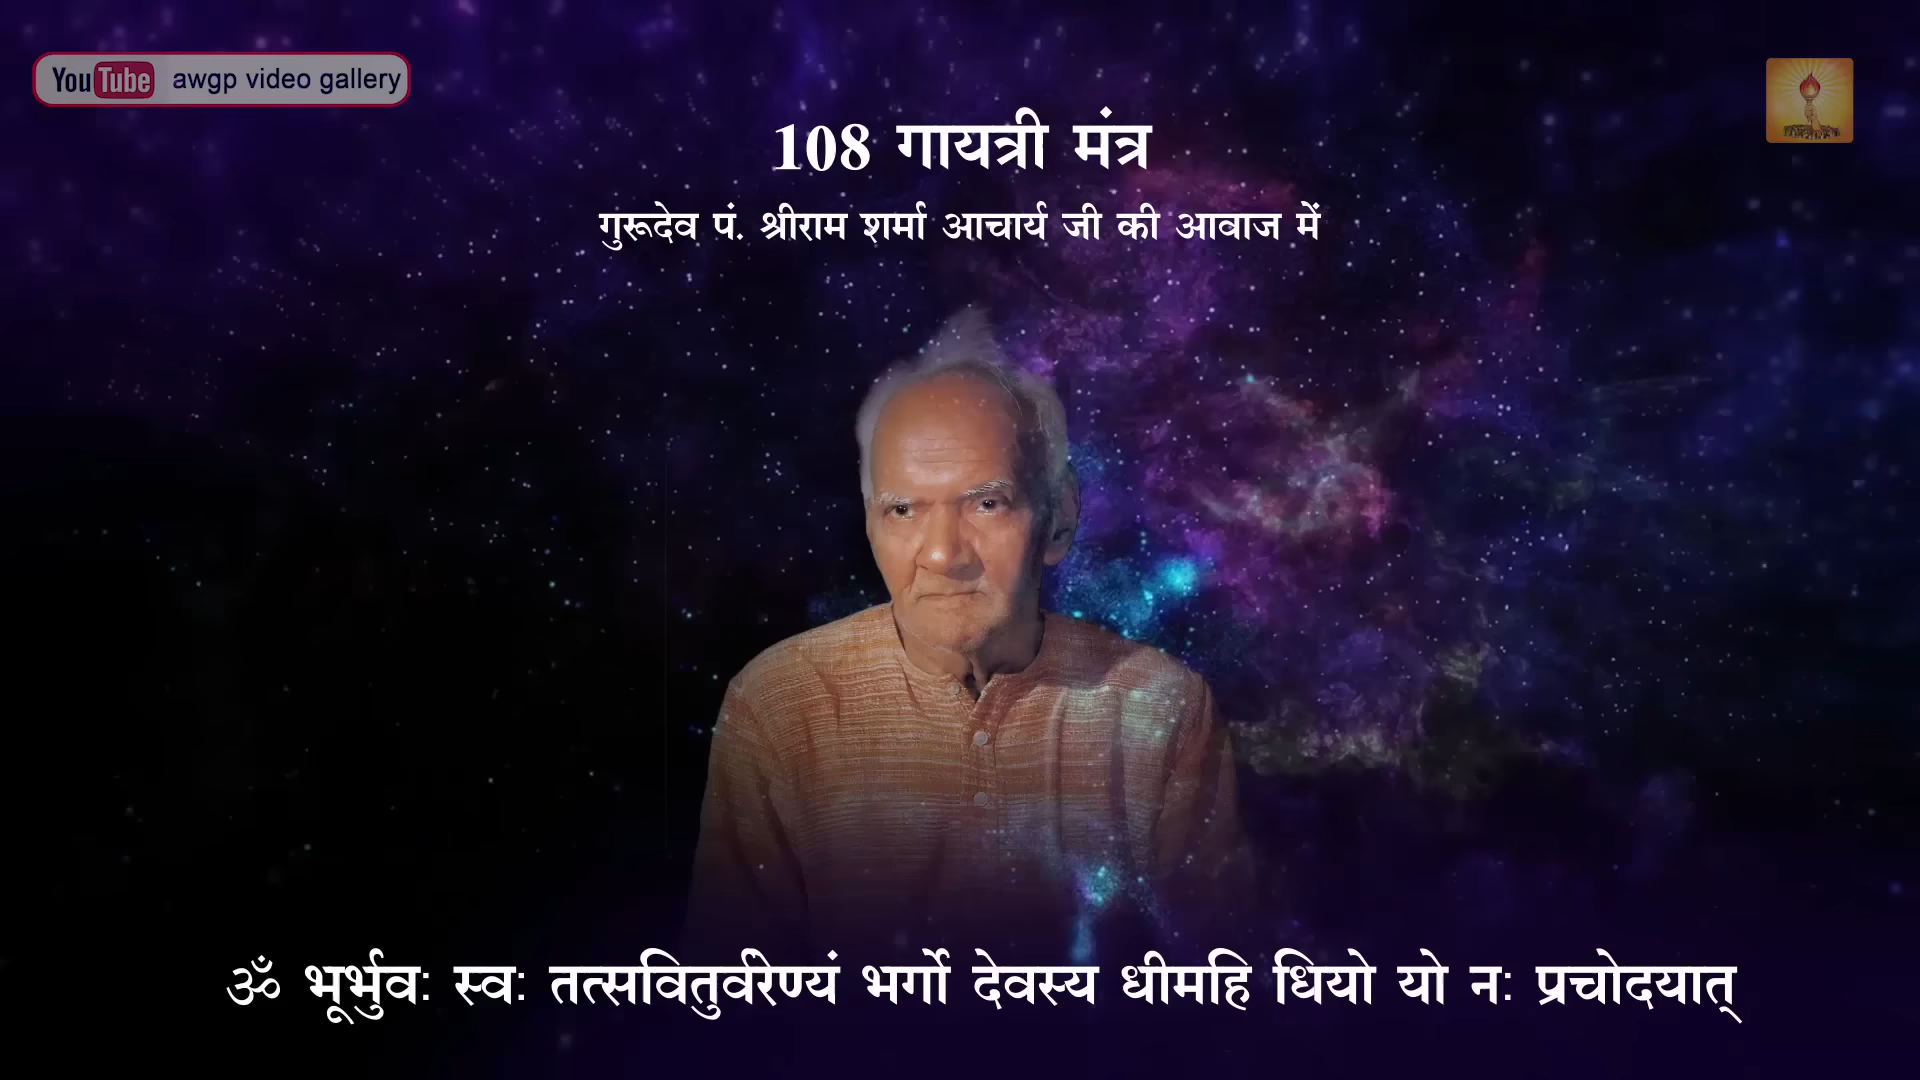 YouTube awgp video gallery
108 गायत्री मंत्र
गुरूदेव पं. श्रीराम शर्मा आचार्य जी की आवाज में
ॐ भूर्भुवः स्वः तत्सवितुर्वरेण्यं भर्गो देवस्य धीमहि धियो यो नः प्रचोदयात्